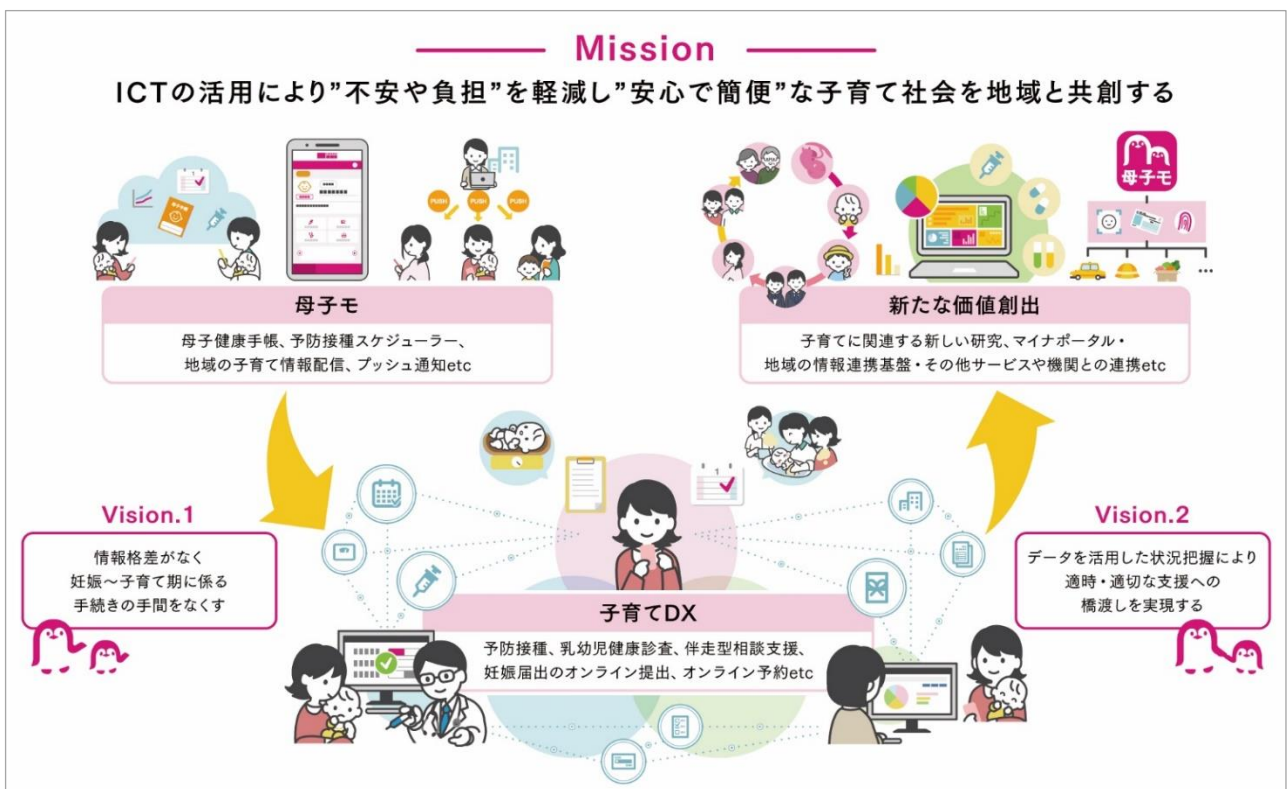 Mission
ICTの活用により”不安や負担”を軽減し”安心で簡便”な子育て社会を地域と共創する
PUSH PUSH PUSH
母子モ
母子モ
母子健康手帳、予防接種スケジューラー、
地域の子育て情報配信、プッシュ通知etc
新たな価値創出
子育てに関連する新しい研究、マイナポータル・
地域の情報連携基盤・その他サービスや機関との連携etc
Vision.1
情報格差がなく
妊娠～子育て期に係る
手続きの手間をなくす
Vision.2
データを活用した状況把握により
適時・適切な支援への
橋渡しを実現する
子育てDX
予防接種、乳幼児健康診査、伴走型相談支援、
妊娠届出のオンライン提出、オンライン予約etc